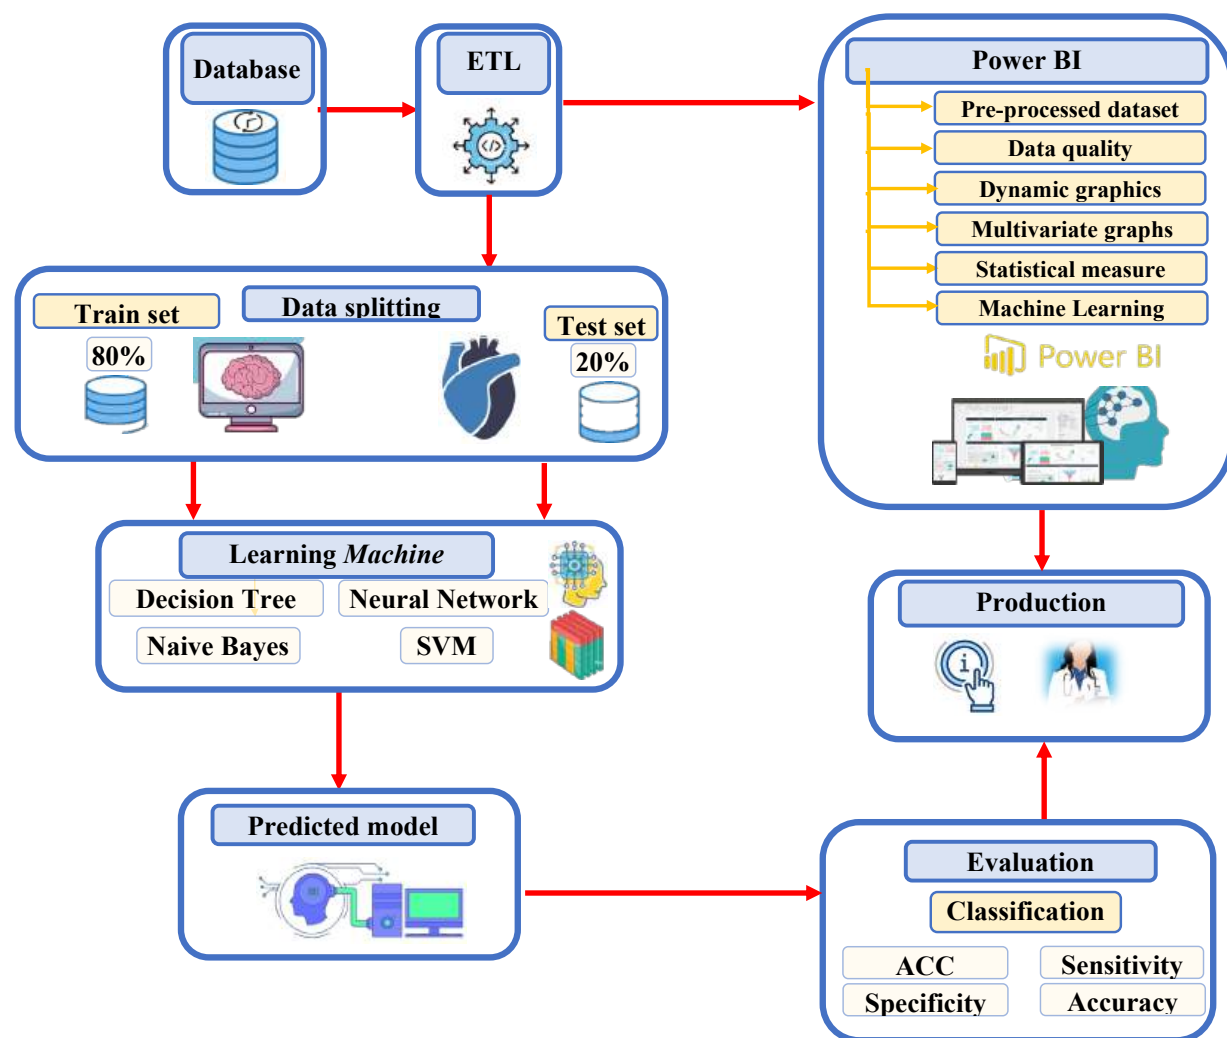 Database
ETL
</>
Power BI
Pre-processed dataset
Data quality
Dynamic graphics
Multivariate graphs
Statistical measure
Machine Learning
Power BI
Data splitting
Train set
80%
Test set
20%
Learning Machine
Decision Tree
Neural Network
Naive Bayes
SVM
Production
i
Predicted model
Evaluation
Classification
ACC
Sensitivity
Specificity
Accuracy